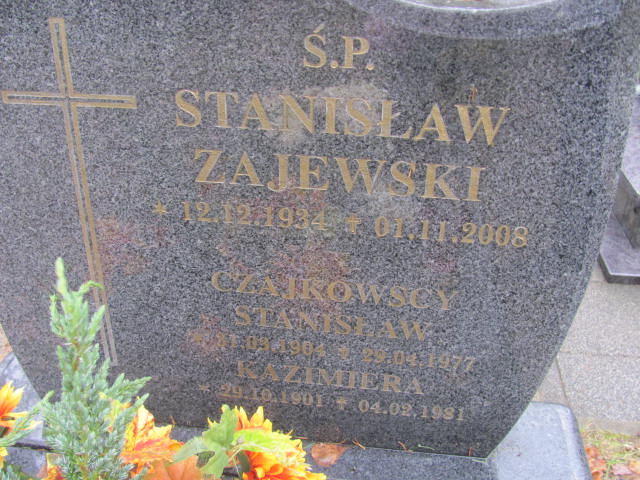 Ś.P.
STANISŁAW
ZAJEWSKI
* 12.12.1934 ✝ 01.11.2008
CZAJKOWSCY
STANISŁAW
* 21.03.1904 ✝ 29.04.1977
KAZIMIERA
* 29.10.1901 ✝ 04.02.1981